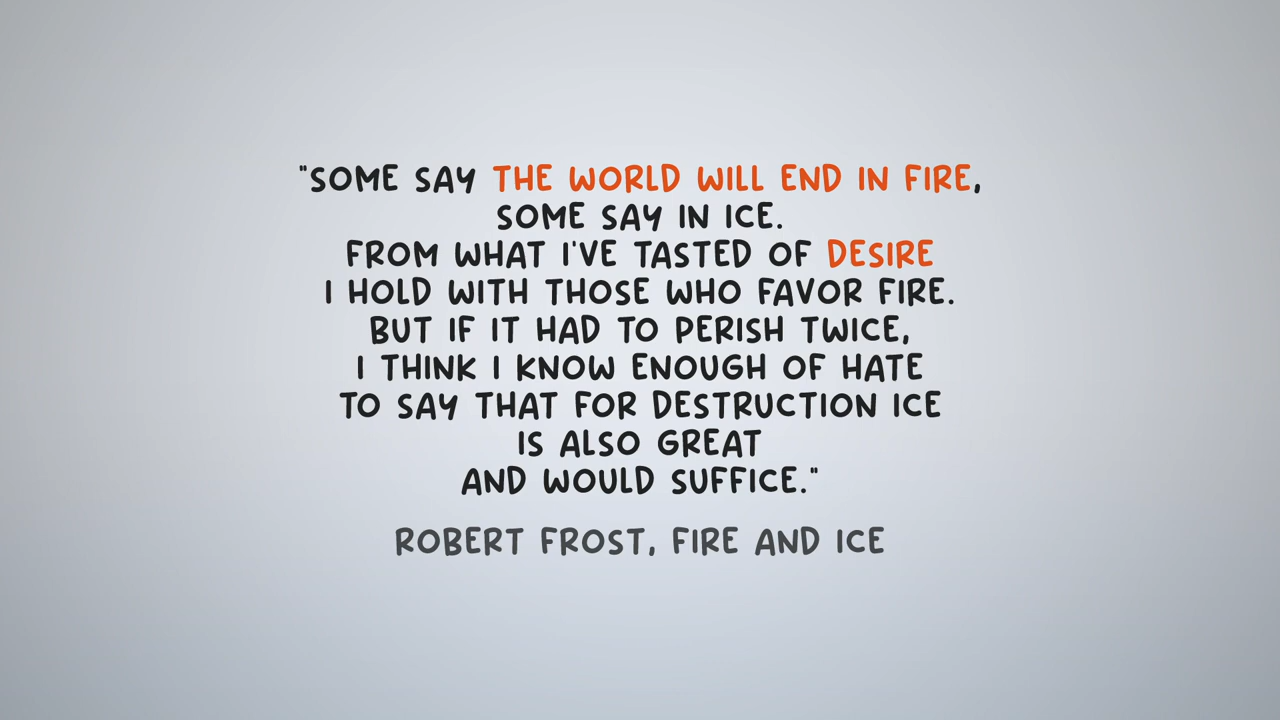 "SOME SAY THE WORLD WILL END IN FIRE,
SOME SAY IN ICE.
FROM WHAT I'VE TASTED OF DESIRE
I HOLD WITH THOSE WHO FAVOR FIRE.
BUT IF IT HAD TO PERISH TWICE,
I THINK I KNOW ENOUGH OF HATE
TO SAY THAT FOR DESTRUCTION ICE
IS ALSO GREAT
AND WOULD SUFFICE."
ROBERT FROST, FIRE AND ICE